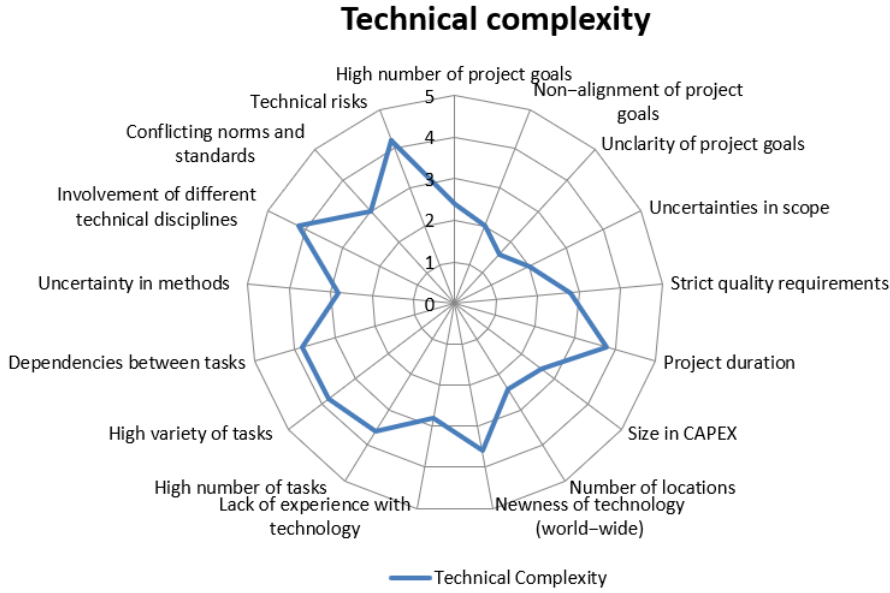 Technical complexity
High number of project goals
Non–alignment of project
goals
Unclarity of project goals
Uncertainties in scope
Strict quality requirements
Project duration
Size in CAPEX
Number of locations
Newness of technology
(world–wide)
Lack of experience with
technology
High number of tasks
High variety of tasks
Dependencies between tasks
Uncertainty in methods
Involvement of different
technical disciplines
Conflicting norms and
standards
Technical risks
5
4
3
2
1
0
Technical Complexity